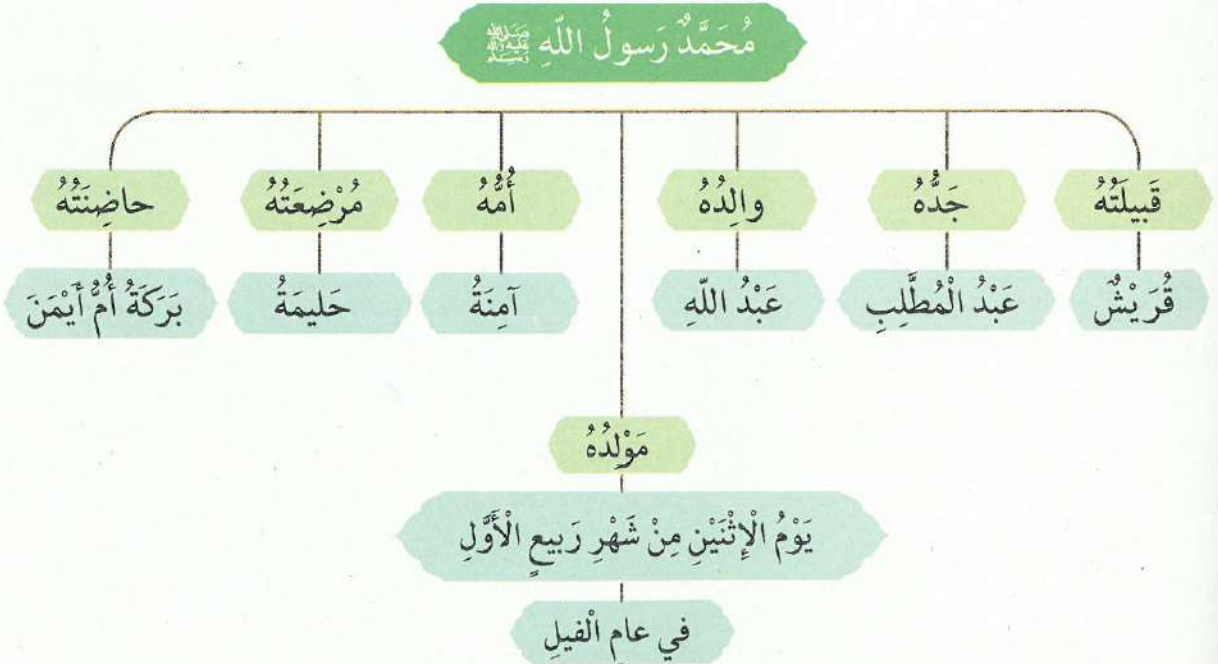 مُحَمَّدٌ رَسولُ اللّٰهِ ﷺ
قَبيلَتُهُ
جَدُّهُ
والِدُهُ
أُمُّهُ
مُرْضِعَتُهُ
حاضِنَتُهُ
قُرَيْشٌ
عَبْدُ الْمُطَّلِبِ
عَبْدُ اللّٰهِ
آمِنَةُ
حَليمَةُ
بَرَكَةُ أُمُّ أَيْمَنَ
مَوْلِدُهُ
يَوْمُ الْإِثْنَيْنِ مِنْ شَهْرِ رَبيعٍ الْأَوَّلِ
في عامِ الْفيلِ